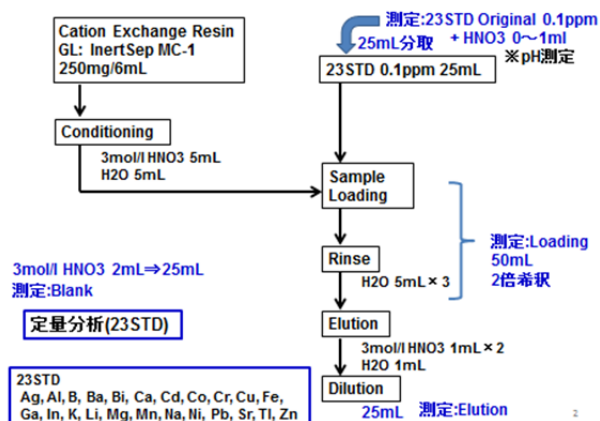 Cation Exchange Resin
GL: InertSep MC-1
250mg/6mL
測定:23STD Original 0.1ppm
25mL分取 + HNO3 0～1ml
※pH測定
23STD 0.1ppm 25mL
Conditioning
3mol/l HNO3 5mL
H2O 5mL
Sample
Loading
Rinse
H2O 5mL×3
測定:Loading
50mL
2倍希釈
3mol/l HNO3 2mL⇒25mL
測定:Blank
定量分析(23STD)
Elution
3mol/l HNO3 1mL×2
H2O 1mL
Dilution
25mL 測定:Elution
23STD
Ag, Al, B, Ba, Bi, Ca, Cd, Co, Cr, Cu, Fe,
Ga, In, K, Li, Mg, Mn, Na, Ni, Pb, Sr, Tl, Zn
2